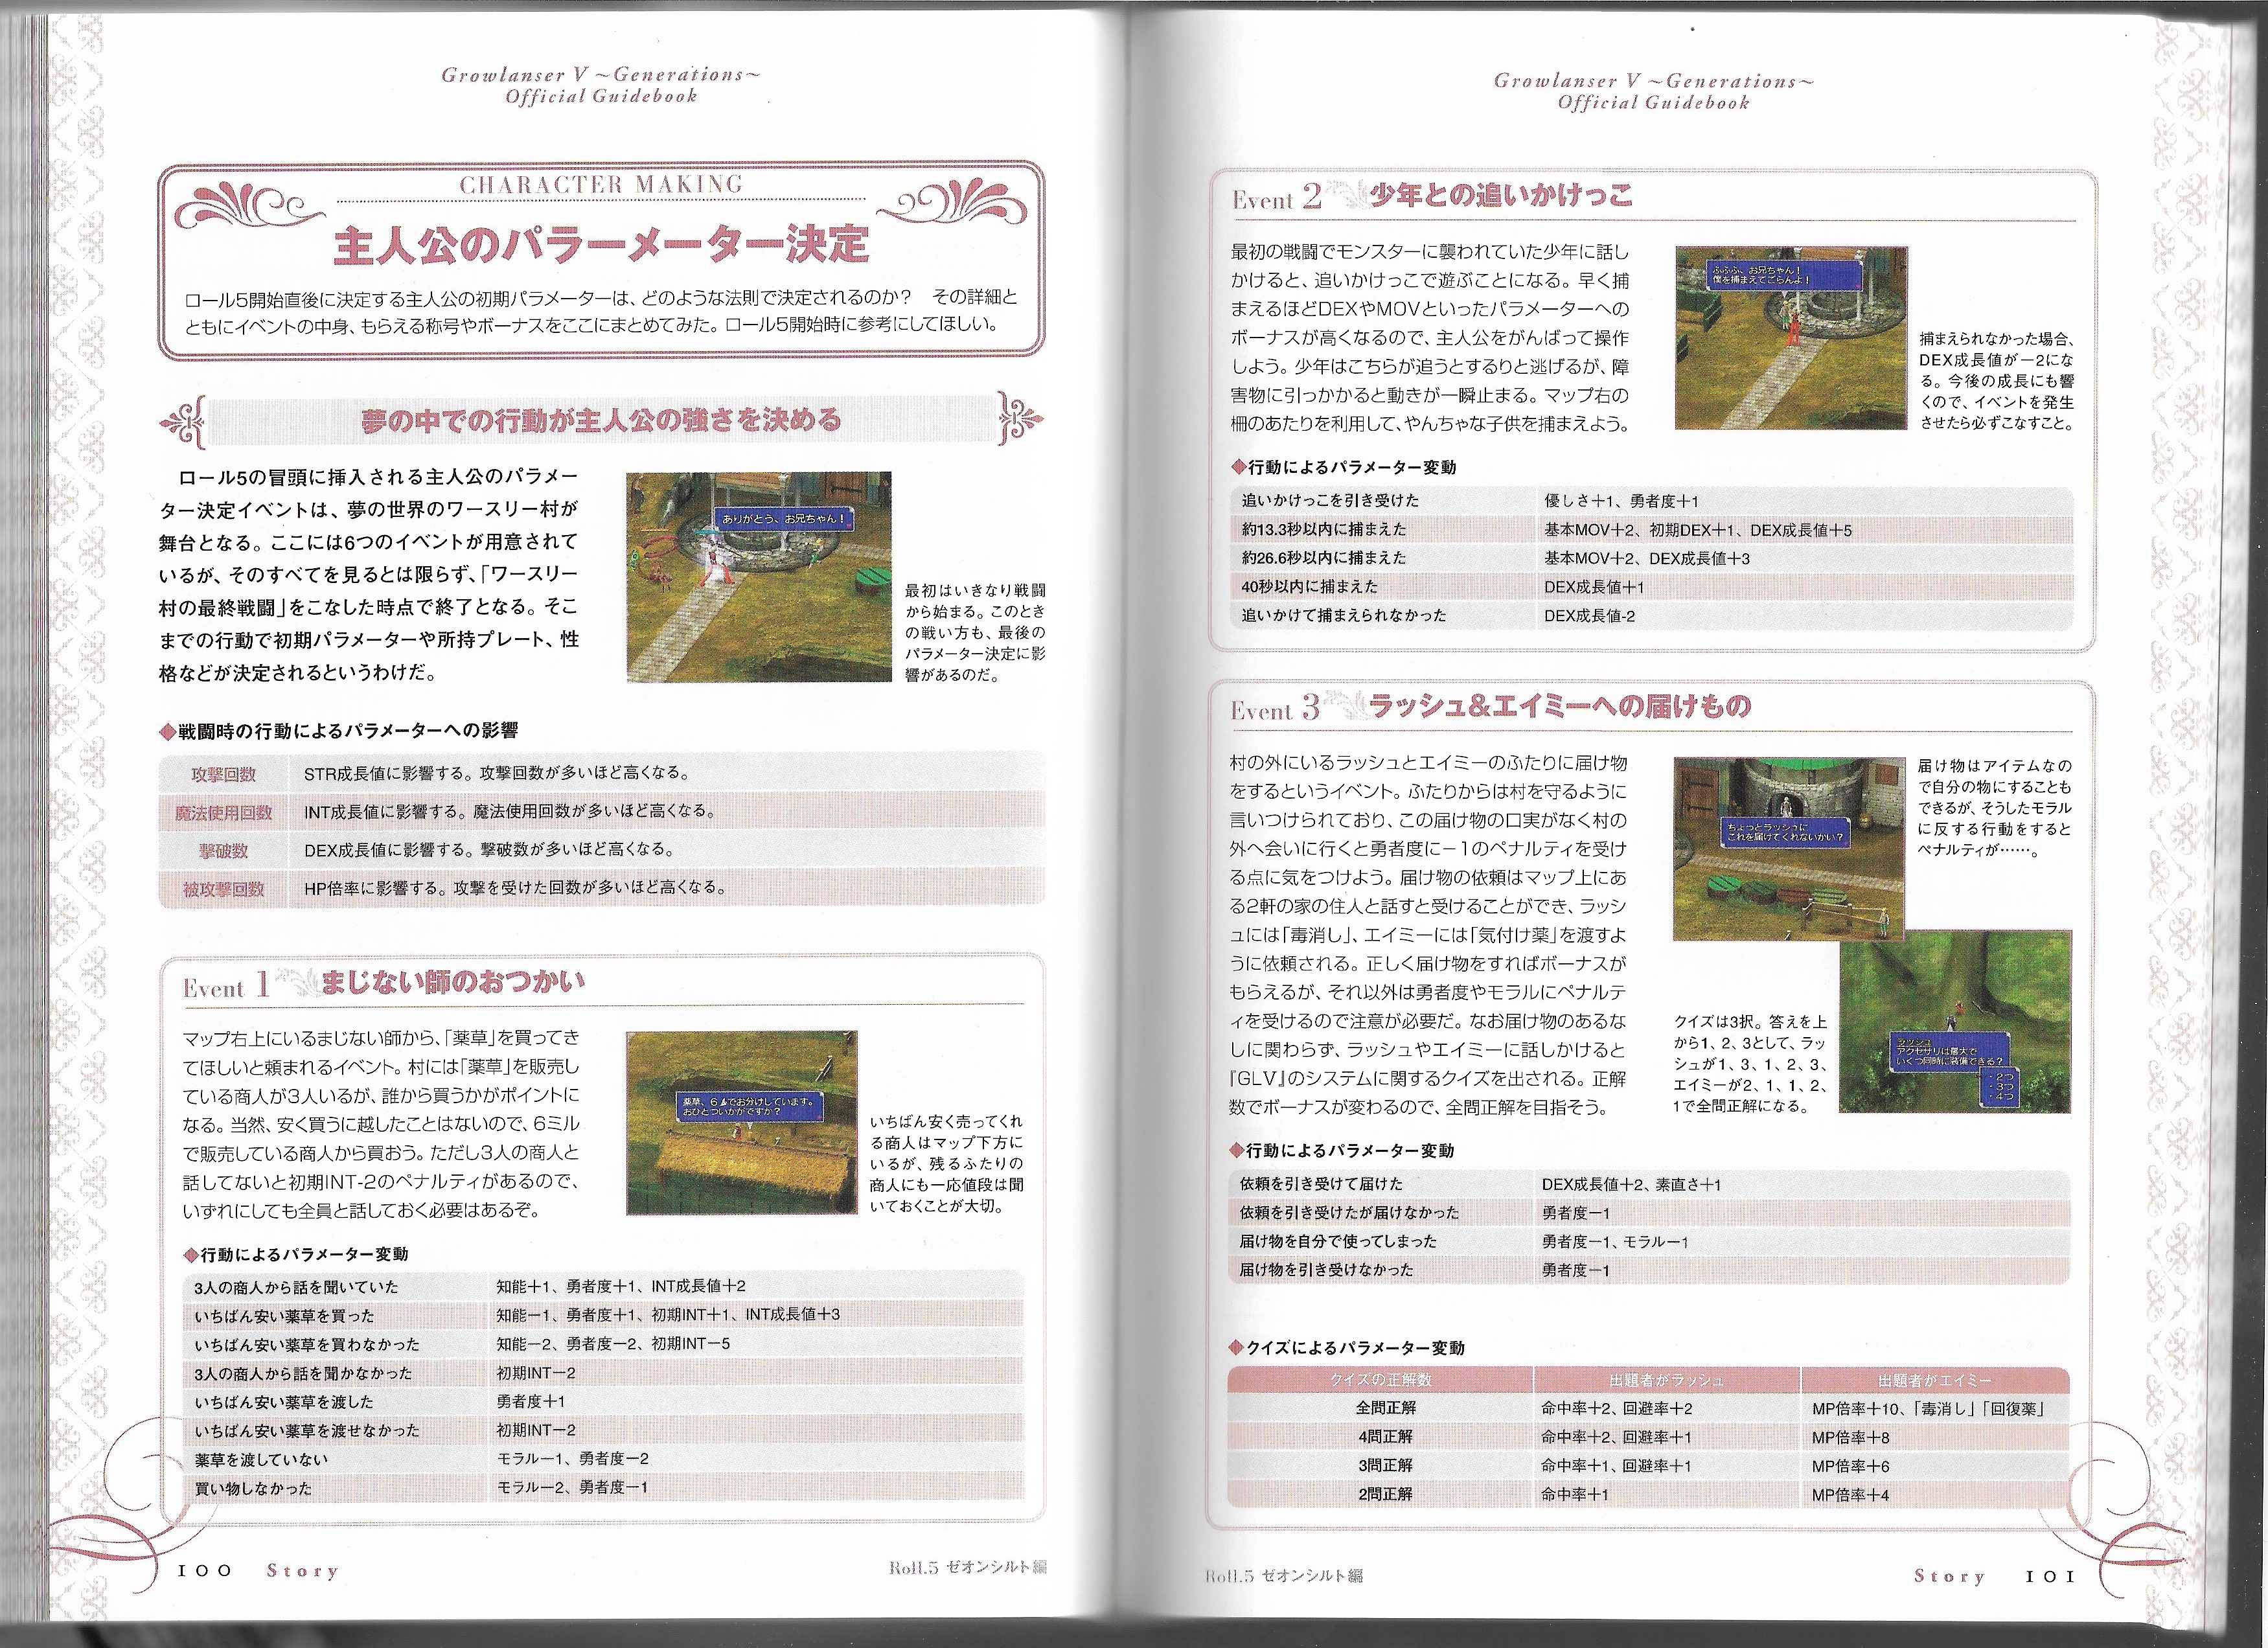 Growlanser V ～Generations～
Official Guidebook
CHARACTER MAKING
主人公のパラーメーター決定
ロール5開始直後に決定する主人公の初期パラメーターは、どのような法則で決定されるのか？　その詳細と
ともにイベントの中身、もらえる称号やボーナスをここにまとめてみた。ロール5開始時に参考にしてほしい。
夢の中での行動が主人公の強さを決める
ロール5の冒頭に挿入される主人公のパラメー
ター決定イベントは、夢の世界のワースリー村が
舞台となる。ここには6つのイベントが用意されて
いるが、そのすべてを見るとは限らず、「ワースリー
村の最終戦闘」をこなした時点で終了となる。そこ
までの行動で初期パラメーターや所持プレート、性
格などが決定されるというわけだ。
ありがとう、お兄ちゃん！
最初はいきなり戦闘
から始まる。このとき
の戦い方も、最後の
パラメーター決定に影
響があるのだ。
◆戦闘時の行動によるパラメーターへの影響
攻撃回数　STR成長値に影響する。攻撃回数が多いほど高くなる。
魔法使用回数　INT成長値に影響する。魔法使用回数が多いほど高くなる。
撃破数　DEX成長値に影響する。撃破数が多いほど高くなる。
被攻撃回数　HP倍率に影響する。攻撃を受けた回数が多いほど高くなる。
Event 1　まじない師のおつかい
マップ右上にいるまじない師から、「薬草」を買ってき
てほしいと頼まれるイベント。村には「薬草」を販売し
ている商人が3人いるが、誰から買うかがポイントに
なる。当然、安く買うに越したことはないので、6ミル
で販売している商人から買おう。ただし3人の商人と
話してないと初期INT-2のペナルティがあるので、
いずれにしても全員と話しておく必要はあるぞ。
おひとついかがですか？
いちばん安く売ってくれ
る商人はマップ下方に
いるが、残るふたりの
商人にも一応値段は聞
いておくことが大切。
◆行動によるパラメーター変動
3人の商人から話を聞いていた　知能＋1、勇者度＋1、INT成長値＋2
いちばん安い薬草を買った　知能－1、勇者度＋1、初期INT＋1、INT成長値＋3
いちばん安い薬草を買わなかった　知能－2、勇者度－2、初期INT－5
3人の商人から話を聞かなかった　初期INT－2
いちばん安い薬草を渡した　勇者度＋1
いちばん安い薬草を渡せなかった　初期INT－2
薬草を渡していない　モラル－1、勇者度－2
買い物しなかった　モラル－2、勇者度－1
100　Story
Roll.5 ゼオンシルト編
Growlanser V ～Generations～
Official Guidebook
Event 2　少年との追いかけっこ
最初の戦闘でモンスターに襲われていた少年に話し
かけると、追いかけっこで遊ぶことになる。早く捕
まえるほどDEXやMOVといったパラメーターへの
ボーナスが高くなるので、主人公をがんばって操作
しよう。少年はこちらが追うとするりと逃げるが、障
害物に引っかかると動きが一瞬止まる。マップ右の
柵のあたりを利用して、やんちゃな子供を捕まえよう。
ふふふ、お兄ちゃん！
僕を捕まえてごらんよ！
捕まえられなかった場合、
DEX成長値が－2にな
る。今後の成長にも響
くので、イベントを発生
させたら必ずこなすこと。
◆行動によるパラメーター変動
追いかけっこを引き受けた　優しさ＋1、勇者度＋1
約13.3秒以内に捕まえた　基本MOV＋2、初期DEX＋1、DEX成長値＋5
約26.6秒以内に捕まえた　基本MOV＋2、DEX成長値＋3
40秒以内に捕まえた　DEX成長値＋1
追いかけて捕まえられなかった　DEX成長値-2
Event 3　ラッシュ&エイミーへの届けもの
村の外にいるラッシュとエイミーのふたりに届け物
をするというイベント。ふたりからは村を守るように
言いつけられており、この届け物の口実がなく村の
外へ会いに行くと勇者度に－1のペナルティを受け
る点に気をつけよう。届け物の依頼はマップ上にあ
る2軒の家の住人と話すと受けることができ、ラッシ
ュには「毒消し」、エイミーには「気付け薬」を渡すよ
うに依頼される。正しく届け物をすればボーナスが
もらえるが、それ以外は勇者度やモラルにペナルテ
ィを受けるので注意が必要だ。なお届け物のあるな
しに関わらず、ラッシュやエイミーに話しかけると
『GLV』のシステムに関するクイズを出される。正解
数でボーナスが変わるので、全問正解を目指そう。
ちょっとラッシュに
これを届けてくれないかい？
届け物はアイテムなの
で自分の物にすることも
できるが、そうしたモラル
に反する行動をすると
ペナルティが……。
クイズは3択。答えを上
から1、2、3として、ラッ
シュが1、3、1、2、3、
エイミーが2、1、1、2、
1で全問正解になる。
ラッシュ
アクセサリは最大で
いくつ同時に装備できる？
・2つ
・3つ
・4つ
◆行動によるパラメーター変動
依頼を引き受けて届けた　DEX成長値＋2、素直さ＋1
依頼を引き受けたが届けなかった　勇者度－1
届け物を自分で使ってしまった　勇者度－1、モラル－1
届け物を引き受けなかった　勇者度－1
◆クイズによるパラメーター変動
クイズの正解数　出題者がラッシュ　出題者がエイミー
全問正解　命中率＋2、回避率＋2　MP倍率＋10、「毒消し」「回復薬」
4問正解　命中率＋2、回避率＋1　MP倍率＋8
3問正解　命中率＋1、回避率＋1　MP倍率＋6
2問正解　命中率＋1　MP倍率＋4
Roll.5 ゼオンシルト編
Story　101